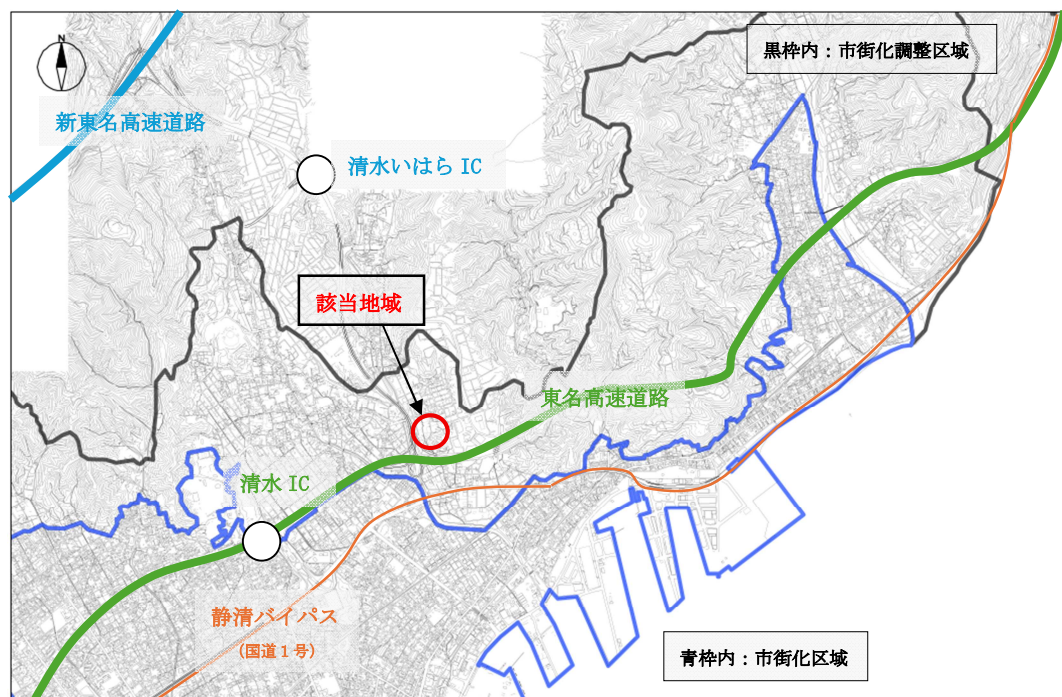 黒枠内：市街化調整区域
N
新東名高速道路
清水いはら IC
該当地域
東名高速道路
清水 IC
静清バイパス
(国道１号)
青枠内：市街化区域